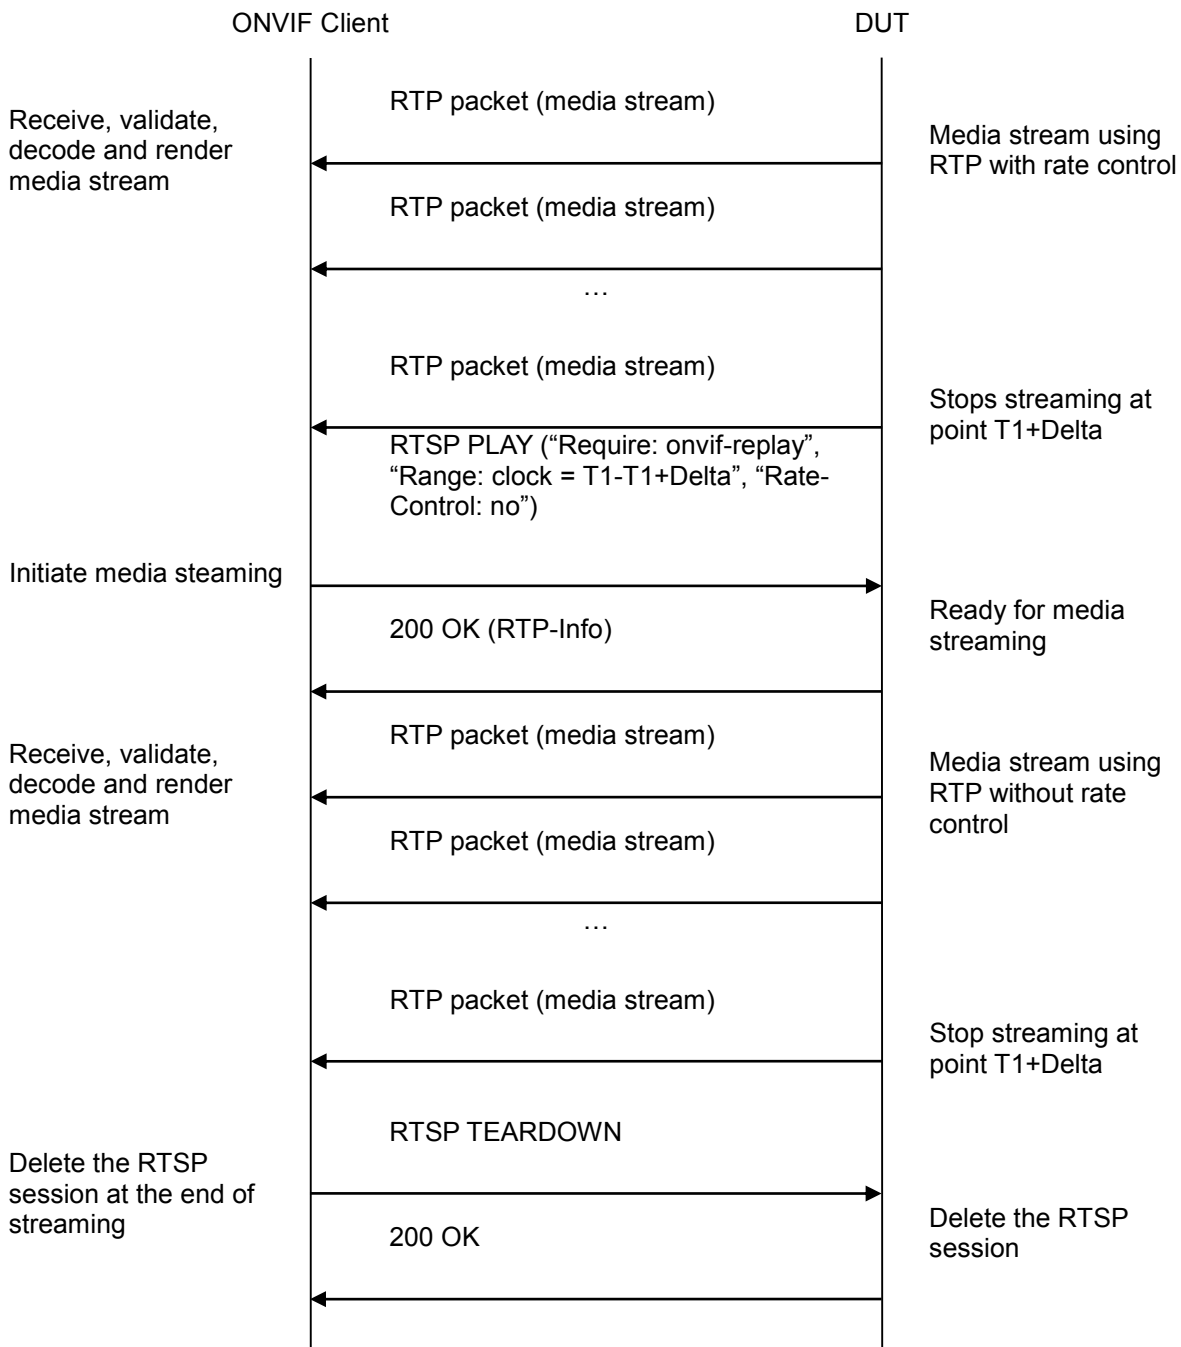 ONVIF Client
DUT
RTP packet (media stream)
Receive, validate,
decode and render
media stream
Media stream using
RTP with rate control
RTP packet (media stream)
…
RTP packet (media stream)
Stops streaming at
point T1+Delta
RTSP PLAY (“Require: onvif-replay”,
“Range: clock = T1-T1+Delta”, “Rate-
Control: no”)
Initiate media steaming
Ready for media
streaming
200 OK (RTP-Info)
RTP packet (media stream)
Receive, validate,
decode and render
media stream
Media stream using
RTP without rate
control
RTP packet (media stream)
…
RTP packet (media stream)
Stop streaming at
point T1+Delta
RTSP TEARDOWN
Delete the RTSP
session at the end of
streaming
Delete the RTSP
session
200 OK